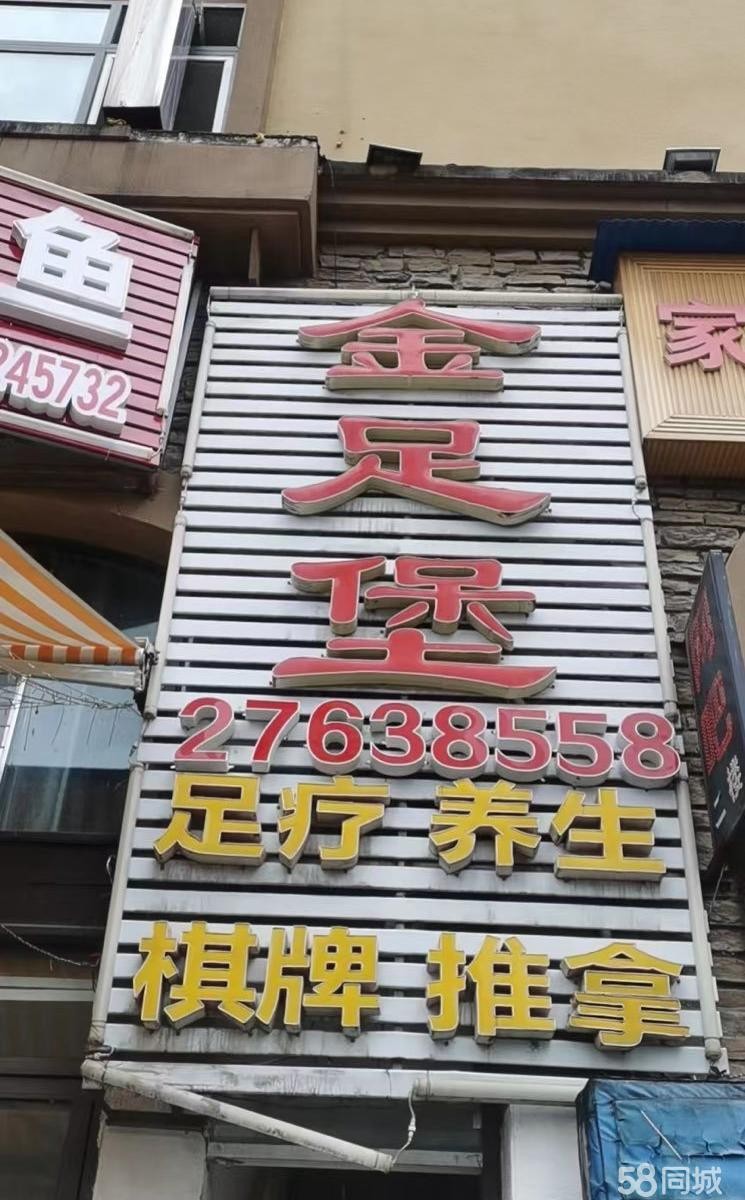 鱼
245732
家
金
足
堡
27638558
足疗 养生
棋牌 推拿
58同城